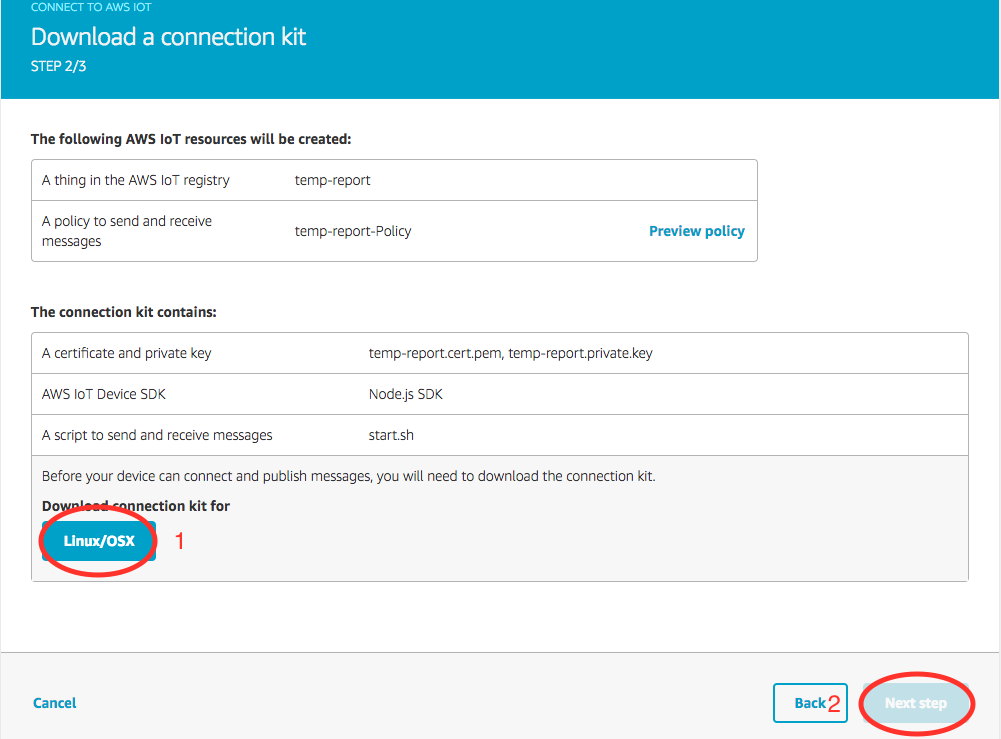 CONNECT TO AWS IOT
Download a connection kit
STEP 2/3
The following AWS IoT resources will be created:
A thing in the AWS IoT registry temp-report
A policy to send and receive
messages temp-report-Policy Preview policy
The connection kit contains:
A certificate and private key temp-report.cert.pem, temp-report.private.key
AWS IoT Device SDK Node.js SDK
A script to send and receive messages start.sh
Before your device can connect and publish messages, you will need to download the connection kit.
Download connection kit for
Linux/OSX 1
Cancel Back 2 Next step